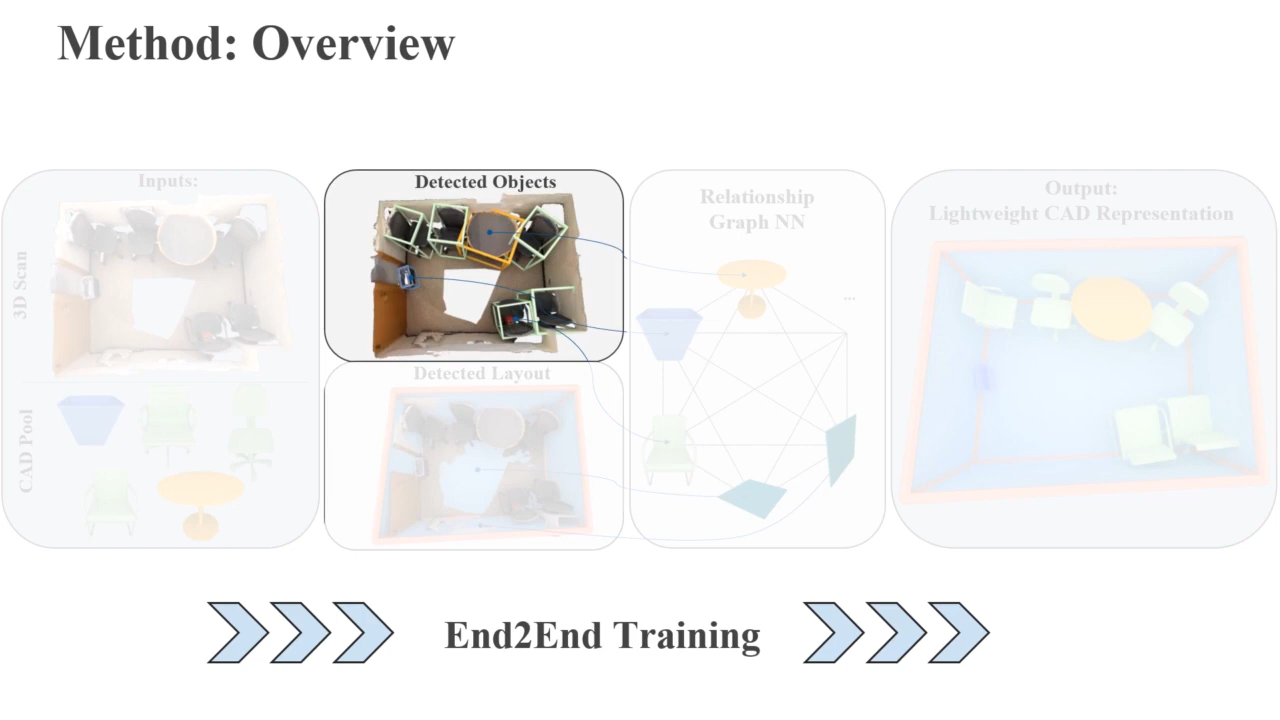 Method: Overview
Inputs:
3D Scan
CAD Pool
Detected Objects
Detected Layout
Relationship
Graph NN
...
Output:
Lightweight CAD Representation
End2End Training